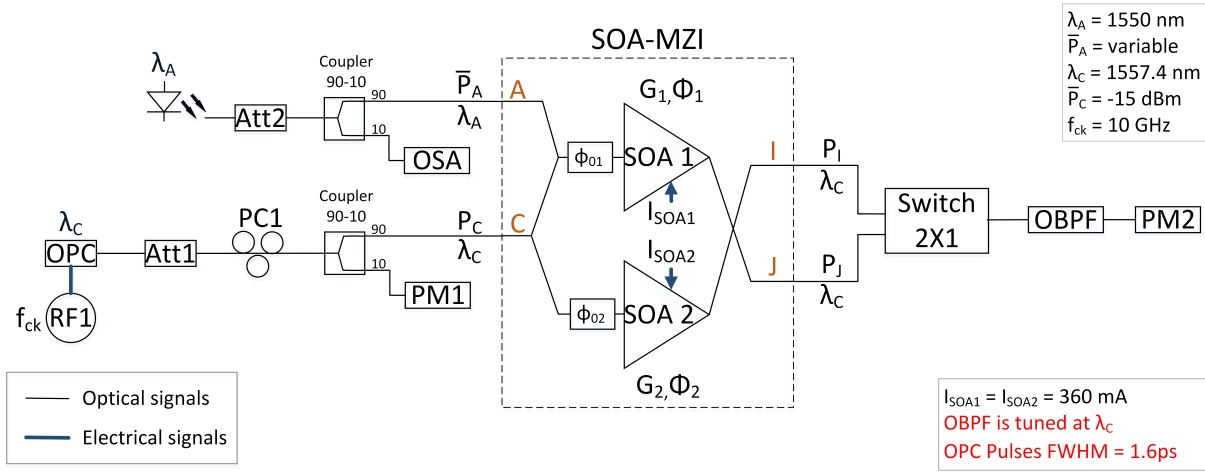 SOA-MZI
λA = 1550 nm
P̅A = variable
λC = 1557.4 nm
P̅C = -15 dBm
fck = 10 GHz
λA
Att2
Coupler
90-10
90
10
OSA
P̅A
λA
A
G1,Φ1
ϕ01
SOA 1
ISOA1
λC
OPC
fck
RF1
Att1
PC1
Coupler
90-10
90
10
PM1
PC
λC
C
ISOA2
ϕ02
SOA 2
G2,Φ2
I
PI
λC
J
PJ
λC
Switch
2X1
OBPF
PM2
Optical signals
Electrical signals
ISOA1 = ISOA2 = 360 mA
OBPF is tuned at λC
OPC Pulses FWHM = 1.6ps